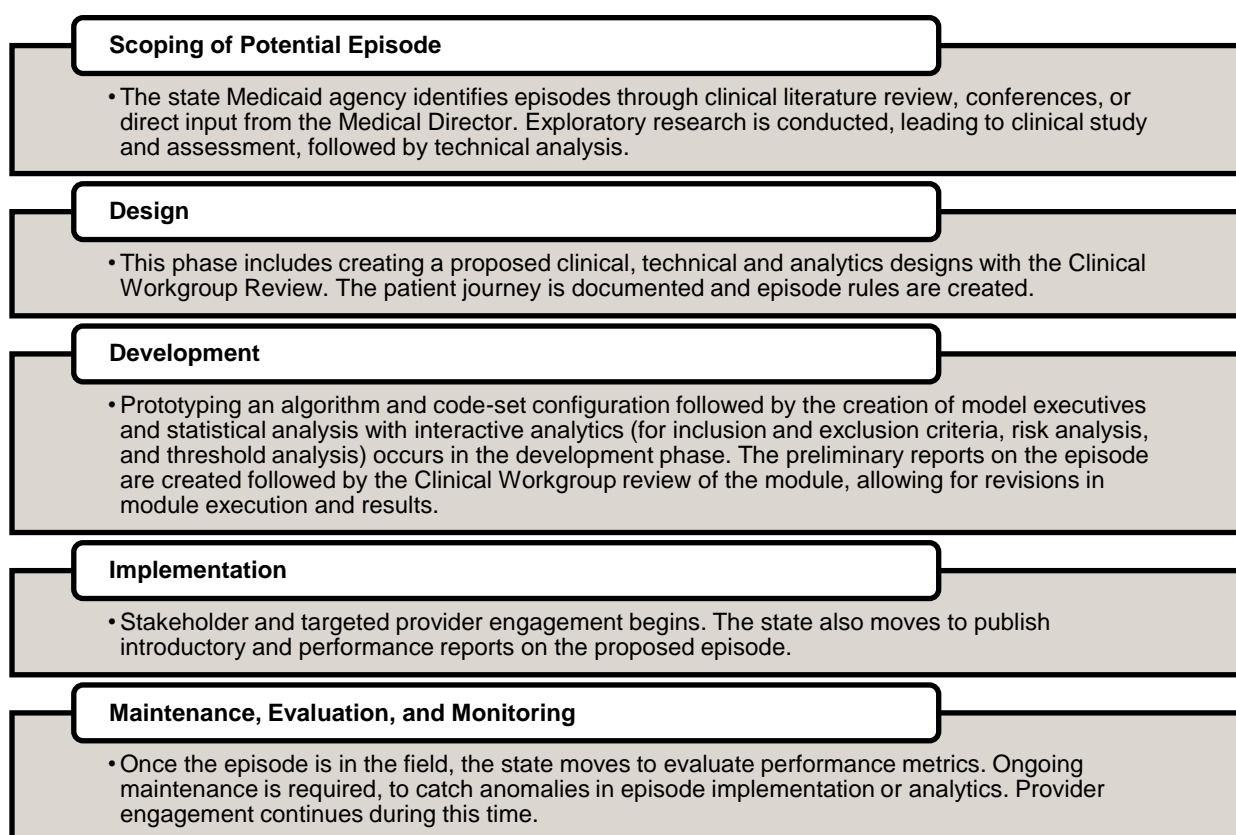 Scoping of Potential Episode
• The state Medicaid agency identifies episodes through clinical literature review, conferences, or
direct input from the Medical Director. Exploratory research is conducted, leading to clinical study
and assessment, followed by technical analysis.
Design
• This phase includes creating a proposed clinical, technical and analytics designs with the Clinical
Workgroup Review. The patient journey is documented and episode rules are created.
Development
• Prototyping an algorithm and code-set configuration followed by the creation of model executives
and statistical analysis with interactive analytics (for inclusion and exclusion criteria, risk analysis,
and threshold analysis) occurs in the development phase. The preliminary reports on the episode
are created followed by the Clinical Workgroup review of the module, allowing for revisions in
module execution and results.
Implementation
• Stakeholder and targeted provider engagement begins. The state also moves to publish
introductory and performance reports on the proposed episode.
Maintenance, Evaluation, and Monitoring
• Once the episode is in the field, the state moves to evaluate performance metrics. Ongoing
maintenance is required, to catch anomalies in episode implementation or analytics. Provider
engagement continues during this time.